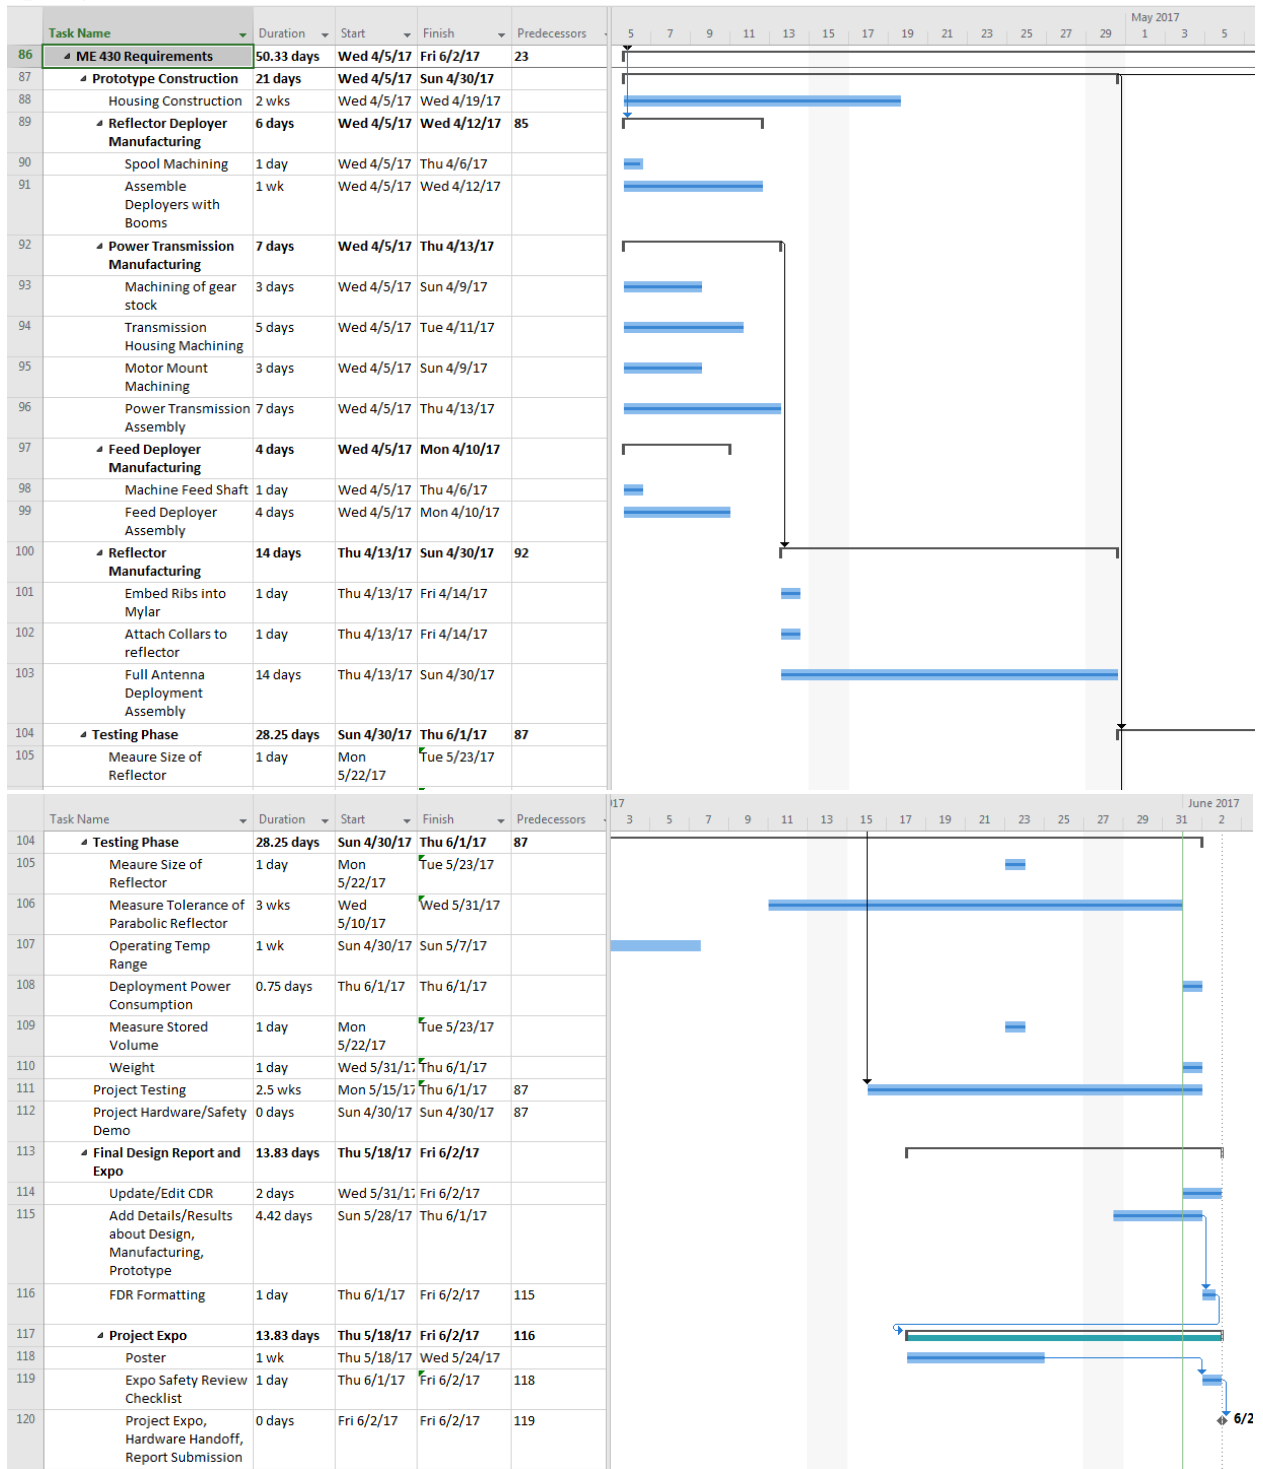 May 2017
Task Name Duration Start Finish Predecessors 5 7 9 11 13 15 17 19 21 23 25 27 29 1 3 5
86 ME 430 Requirements 50.33 days Wed 4/5/17 Fri 6/2/17 23
87 Prototype Construction 21 days Wed 4/5/17 Sun 4/30/17
88 Housing Construction 2 wks Wed 4/5/17 Wed 4/19/17
89 Reflector Deployer 6 days Wed 4/5/17 Wed 4/12/17 85
Manufacturing
90 Spool Machining 1 day Wed 4/5/17 Thu 4/6/17
91 Assemble 1 wk Wed 4/5/17 Wed 4/12/17
Deployers with
Booms
92 Power Transmission 7 days Wed 4/5/17 Thu 4/13/17
Manufacturing
93 Machining of gear 3 days Wed 4/5/17 Sun 4/9/17
stock
94 Transmission 5 days Wed 4/5/17 Tue 4/11/17
Housing Machining
95 Motor Mount 3 days Wed 4/5/17 Sun 4/9/17
Machining
96 Power Transmission 7 days Wed 4/5/17 Thu 4/13/17
Assembly
97 Feed Deployer 4 days Wed 4/5/17 Mon 4/10/17
Manufacturing
98 Machine Feed Shaft 1 day Wed 4/5/17 Thu 4/6/17
99 Feed Deployer 4 days Wed 4/5/17 Mon 4/10/17
Assembly
100 Reflector 14 days Thu 4/13/17 Sun 4/30/17 92
Manufacturing
101 Embed Ribs into 1 day Thu 4/13/17 Fri 4/14/17
Mylar
102 Attach Collars to 1 day Thu 4/13/17 Fri 4/14/17
reflector
103 Full Antenna 14 days Thu 4/13/17 Sun 4/30/17
Deployment
Assembly
104 Testing Phase 28.25 days Sun 4/30/17 Thu 6/1/17 87
105 Meaure Size of 1 day Mon Tue 5/23/17
Reflector 5/22/17
17 June 2017
Task Name Duration Start Finish Predecessors 3 5 7 9 11 13 15 17 19 21 23 25 27 29 31 2
104 Testing Phase 28.25 days Sun 4/30/17 Thu 6/1/17 87
105 Meaure Size of 1 day Mon Tue 5/23/17
Reflector 5/22/17
106 Measure Tolerance of 3 wks Wed Wed 5/31/17
Parabolic Reflector 5/10/17
107 Operating Temp 1 wk Sun 4/30/17 Sun 5/7/17
Range
108 Deployment Power 0.75 days Thu 6/1/17 Thu 6/1/17
Consumption
109 Measure Stored 1 day Mon Tue 5/23/17
Volume 5/22/17
110 Weight 1 day Wed 5/31/17 Thu 6/1/17
111 Project Testing 2.5 wks Mon 5/15/17 Thu 6/1/17 87
112 Project Hardware/Safety 0 days Sun 4/30/17 Sun 4/30/17 87
Demo
113 Final Design Report and 13.83 days Thu 5/18/17 Fri 6/2/17
Expo
114 Update/Edit CDR 2 days Wed 5/31/17 Fri 6/2/17
115 Add Details/Results 4.42 days Sun 5/28/17 Thu 6/1/17
about Design,
Manufacturing,
Prototype
116 FDR Formatting 1 day Thu 6/1/17 Fri 6/2/17 115
117 Project Expo 13.83 days Thu 5/18/17 Fri 6/2/17 116
118 Poster 1 wk Thu 5/18/17 Wed 5/24/17
119 Expo Safety Review 1 day Thu 6/1/17 Fri 6/2/17 118
Checklist
120 Project Expo, 0 days Fri 6/2/17 Fri 6/2/17 119 6/2
Hardware Handoff,
Report Submission